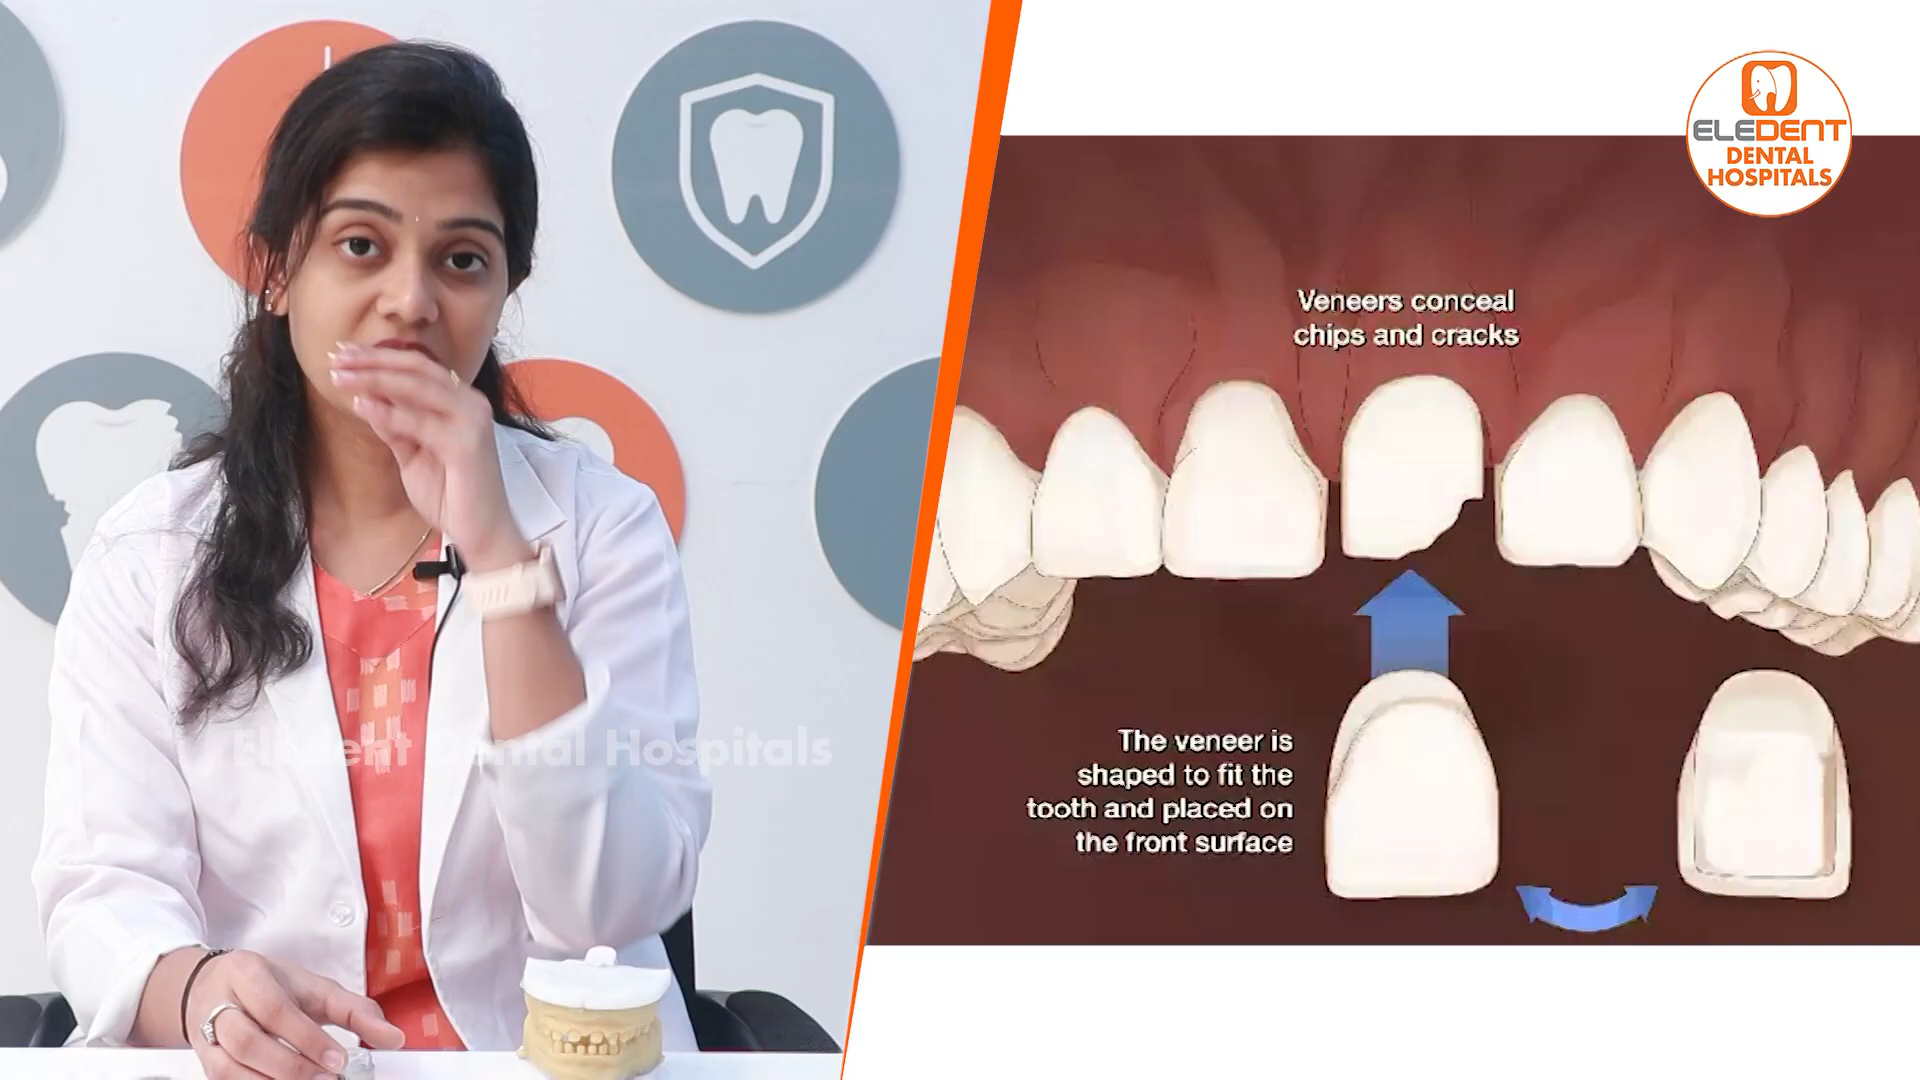 ELEDENT
DENTAL
HOSPITALS
Veneers conceal
chips and cracks
The veneer is
shaped to fit the
tooth and placed on
the front surface
Eledent Dental Hospitals